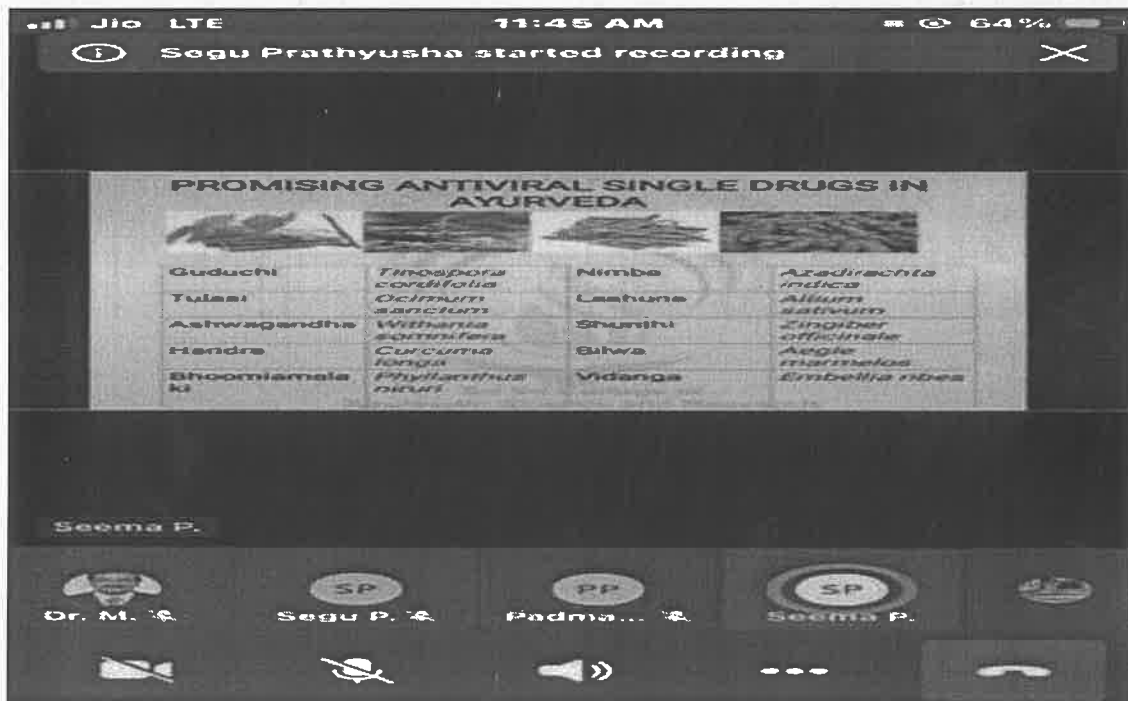 Jio LTE 11:45 AM 64%
Segu Prathyusha started recording
PROMISING ANTIVIRAL SINGLE DRUGS IN
AYURVEDA
Guduchi Tinospora cordifolia Nimba Azadirachta indica
Tulasi Ocimum sanctum Lashuna Allium sativum
Ashwagandha Withania somnifera Shunthi Zingiber officinale
Haridra Curcuma longa Bilwa Aegle marmelos
Bhoomiamalaki Phyllanthus niruri Vidanga Embellia ribes
Seema P.
SP PP SP
Dr. M. Segu P. Padma... Seema P.